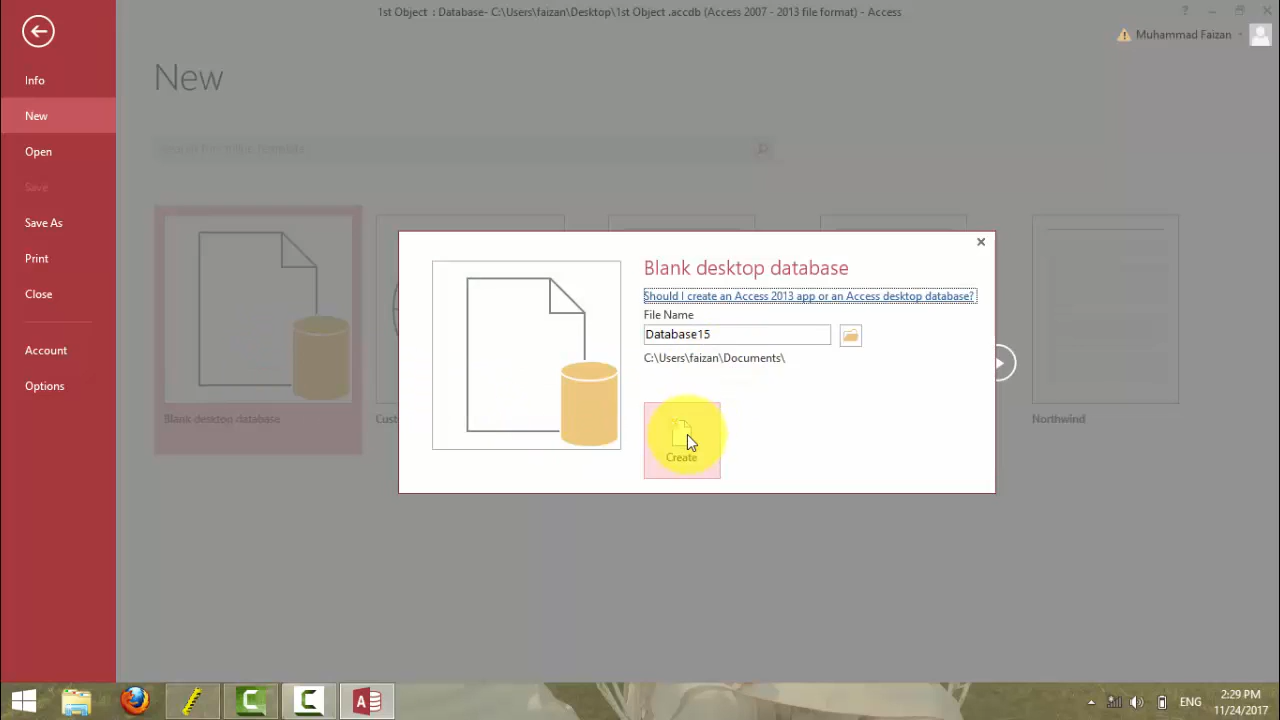 1st Object : Database- C:\Users\faizan\Desktop\1st Object .accdb (Access 2007 - 2013 file format) - Access
?
Muhammad Faizan
Info
New
Open
Save
Save As
Print
Close
Account
Options
New
Blank desktop database
Should I create an Access 2013 app or an Access desktop database?
File Name
Database15
C:\Users\faizan\Documents\
Create
Blank desktop database
Northwind
ENG
2:29 PM
11/24/2017